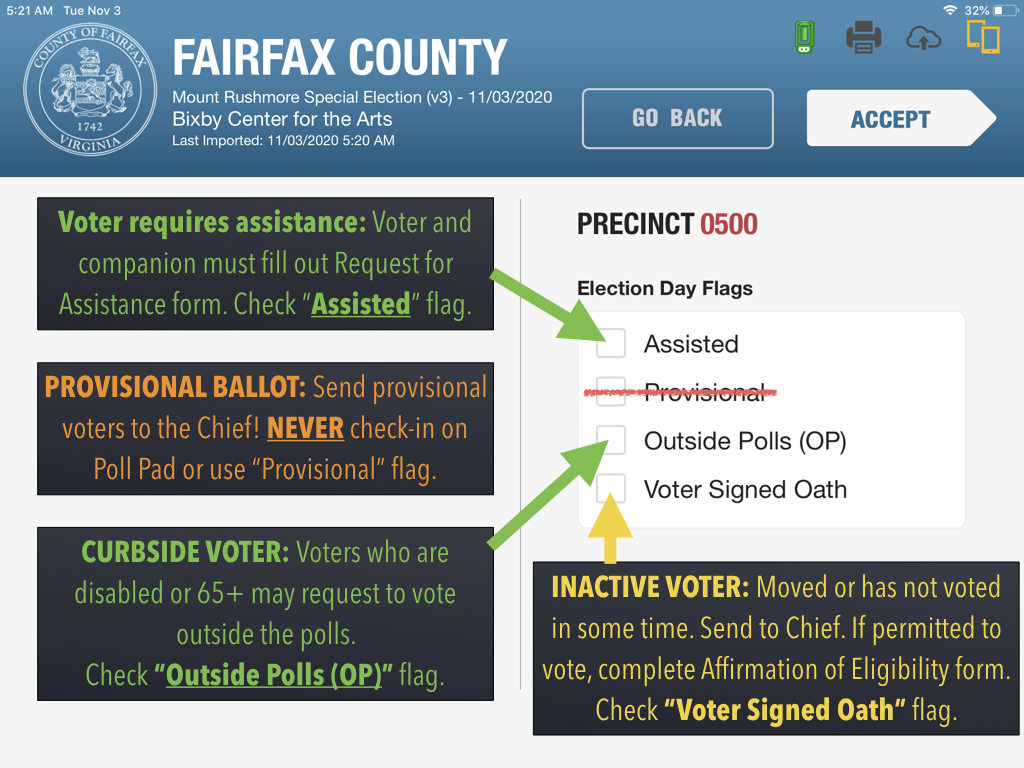 5:21 AM Tue Nov 3
32%
COUNTY OF FAIRFAX
1742
VIRGINIA
FAIRFAX COUNTY
Mount Rushmore Special Election (v3) - 11/03/2020
Bixby Center for the Arts
Last Imported: 11/03/2020 5:20 AM
GO BACK
ACCEPT
Voter requires assistance: Voter and
companion must fill out Request for
Assistance form. Check “Assisted” flag.
PROVISIONAL BALLOT: Send provisional
voters to the Chief! NEVER check-in on
Poll Pad or use “Provisional” flag.
CURBSIDE VOTER: Voters who are
disabled or 65+ may request to vote
outside the polls.
Check ”Outside Polls (OP)” flag.
PRECINCT 0500
Election Day Flags
Assisted
Provisional
Outside Polls (OP)
Voter Signed Oath
INACTIVE VOTER: Moved or has not voted
in some time. Send to Chief. If permitted to
vote, complete Affirmation of Eligibility form.
Check “Voter Signed Oath” flag.